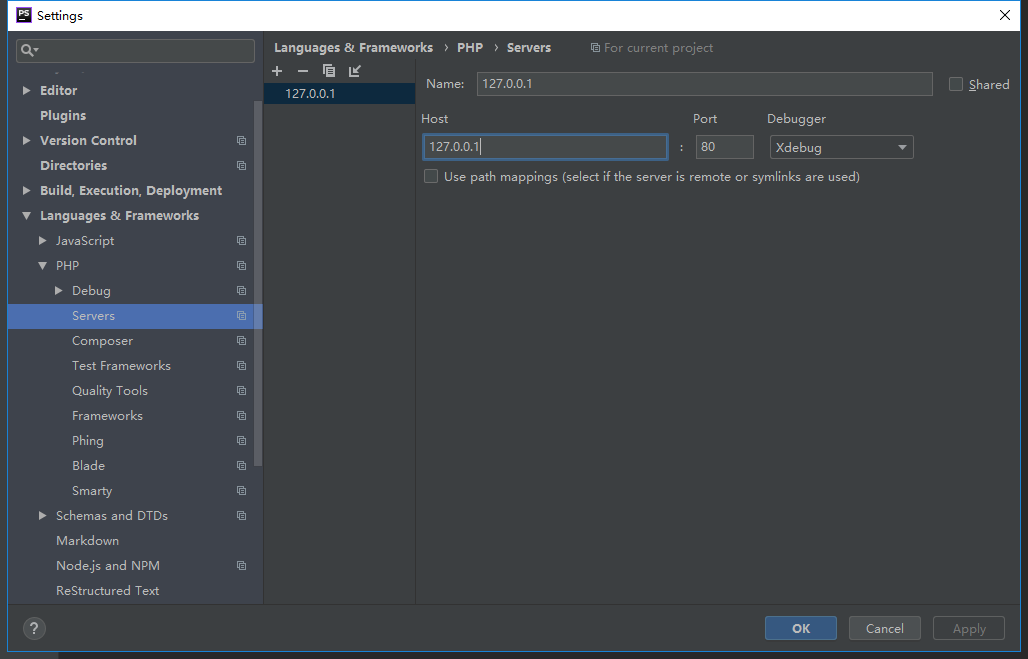 PS Settings
Languages & Frameworks › PHP › Servers For current project
Editor
Plugins
Version Control
Directories
Build, Execution, Deployment
Languages & Frameworks
JavaScript
PHP
Debug
Servers
Composer
Test Frameworks
Quality Tools
Frameworks
Phing
Blade
Smarty
Schemas and DTDs
Markdown
Node.js and NPM
ReStructured Text
127.0.0.1
Name: 127.0.0.1 Shared
Host Port Debugger
127.0.0.1 : 80 Xdebug
Use path mappings (select if the server is remote or symlinks are used)
? OK Cancel Apply